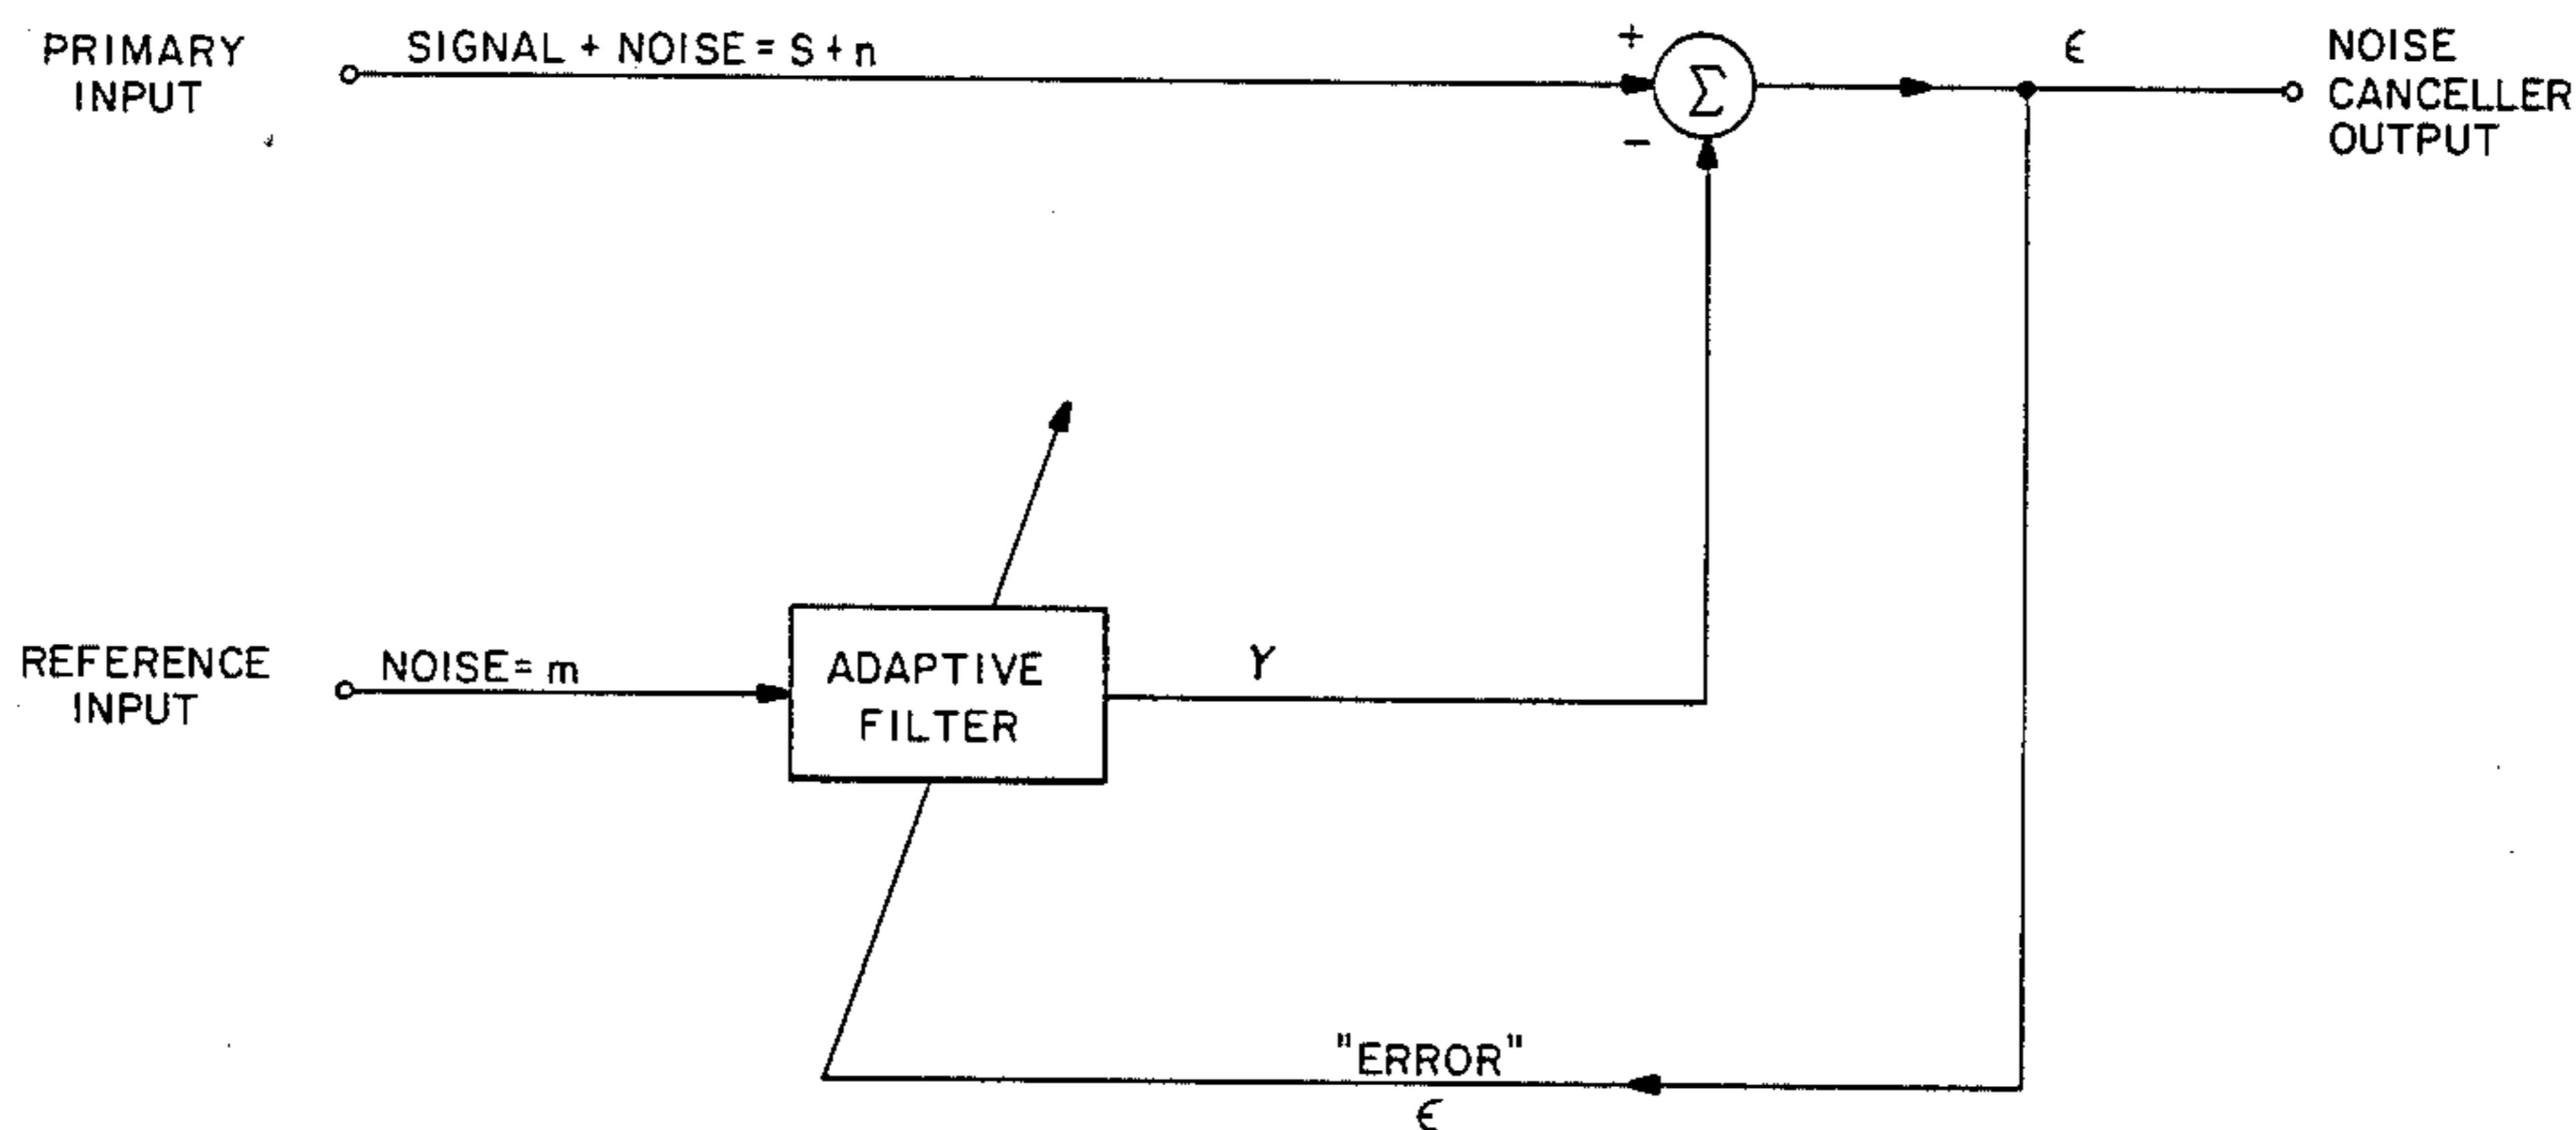 PRIMARY
INPUT
SIGNAL + NOISE = S + n
+
Σ
−
ϵ
NOISE
CANCELLER
OUTPUT
REFERENCE
INPUT
NOISE = m
ADAPTIVE
FILTER
Y
"ERROR"
ϵ